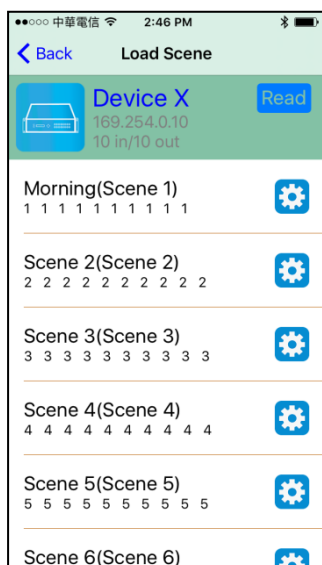 中華電信 2:46 PM
Back Load Scene
Device X Read
169.254.0.10
10 in/10 out
Morning(Scene 1)
1 1 1 1 1 1 1 1 1 1
Scene 2(Scene 2)
2 2 2 2 2 2 2 2 2 2
Scene 3(Scene 3)
3 3 3 3 3 3 3 3 3 3
Scene 4(Scene 4)
4 4 4 4 4 4 4 4 4 4
Scene 5(Scene 5)
5 5 5 5 5 5 5 5 5 5
Scene 6(Scene 6)